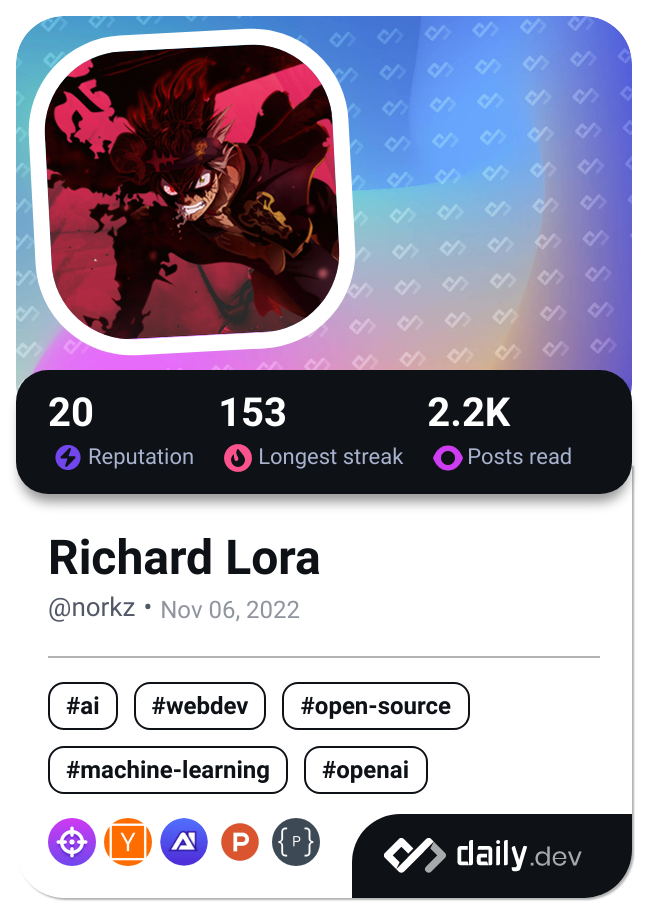 20 153 2.2K
Reputation Longest streak Posts read
Richard Lora
@norkz • Nov 06, 2022
#ai #webdev #open-source
#machine-learning #openai
Y AI P {P}
daily.dev